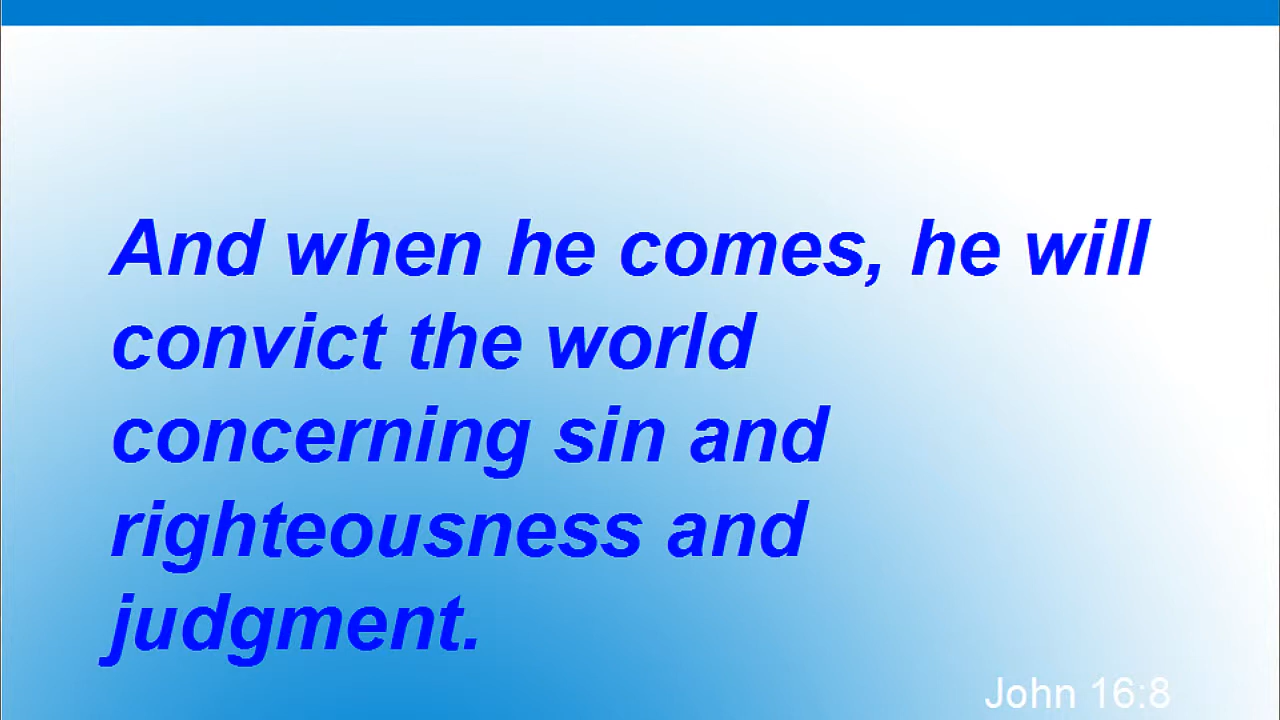 And when he comes, he will
convict the world
concerning sin and
righteousness and
judgment.
John 16:8